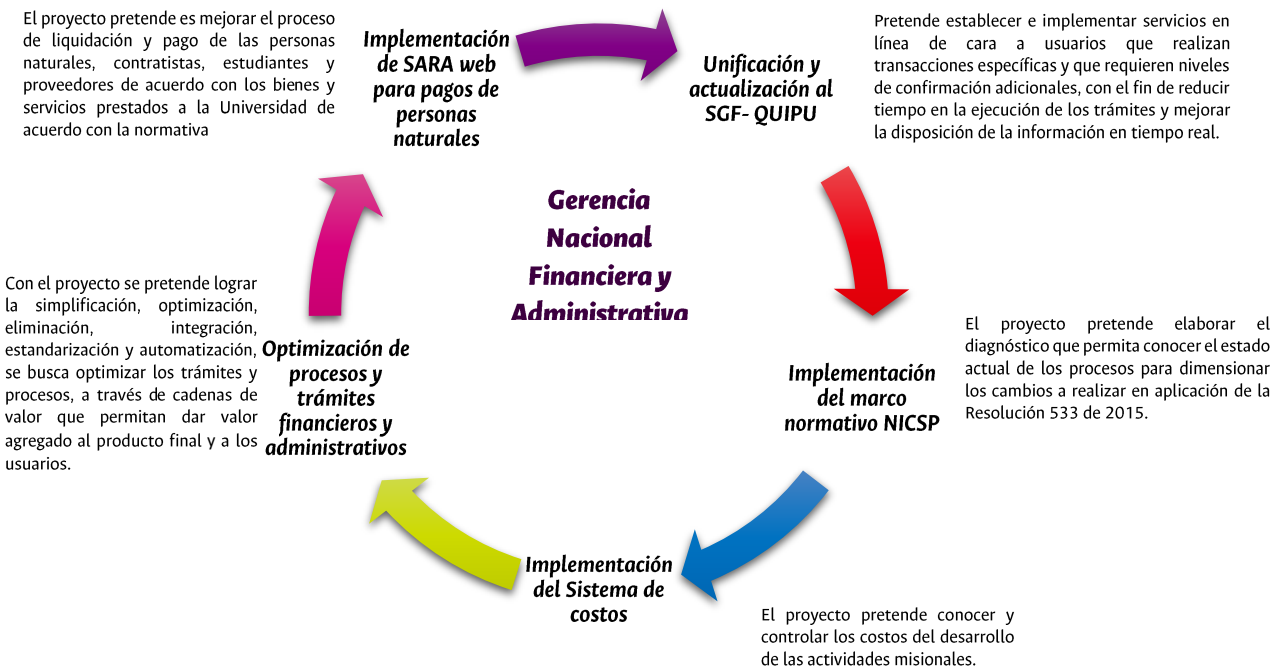 El proyecto pretende es mejorar el proceso
de liquidación y pago de las personas
naturales, contratistas, estudiantes y
proveedores de acuerdo con los bienes y
servicios prestados a la Universidad de
acuerdo con la normativa
Implementación
de SARA web
para pagos de
personas
naturales
Unificación y
actualización al
SGF- QUIPU
Pretende establecer e implementar servicios en
línea de cara a usuarios que realizan
transacciones específicas y que requieren niveles
de confirmación adicionales, con el fin de reducir
tiempo en la ejecución de los trámites y mejorar
la disposición de la información en tiempo real.
Gerencia
Nacional
Financiera y
Administrativa
Con el proyecto se pretende lograr
la simplificación, optimización,
eliminación, integración,
estandarización y automatización,
se busca optimizar los trámites y
procesos, a través de cadenas de
valor que permitan dar valor
agregado al producto final y a los
usuarios.
Optimización de
procesos y
trámites
financieros y
administrativos
Implementación
del marco
normativo NICSP
El proyecto pretende elaborar el
diagnóstico que permita conocer el estado
actual de los procesos para dimensionar
los cambios a realizar en aplicación de la
Resolución 533 de 2015.
Implementación
del Sistema de
costos
El proyecto pretende conocer y
controlar los costos del desarrollo
de las actividades misionales.